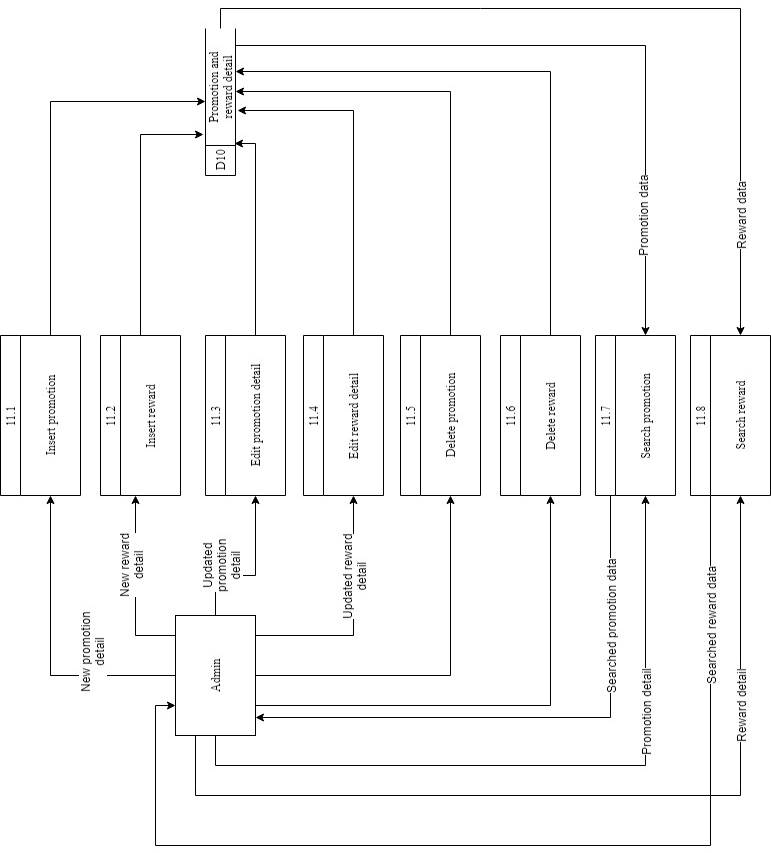 Promotion and
reward detail
D10
Promotion data
Reward data
11.1
Insert promotion
11.2
Insert reward
11.3
Edit promotion detail
11.4
Edit reward detail
11.5
Delete promotion
11.6
Delete reward
11.7
Search promotion
11.8
Search reward
New promotion
detail
New reward
detail
Updated
promotion
detail
Updated reward
detail
Searched promotion data
Searched reward data
Promotion detail
Reward detail
Admin